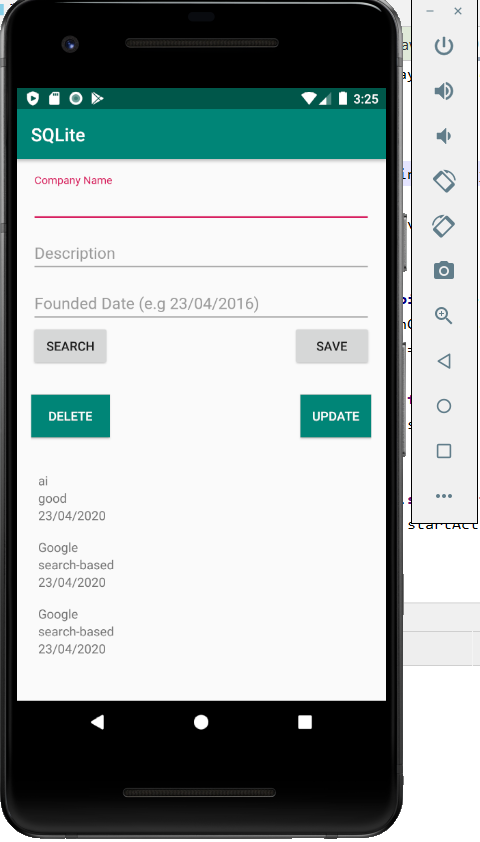 3:25
SQLite
Company Name
Description
Founded Date (e.g 23/04/2016)
SEARCH
SAVE
DELETE
UPDATE
ai
good
23/04/2020
Google
search-based
23/04/2020
Google
search-based
23/04/2020